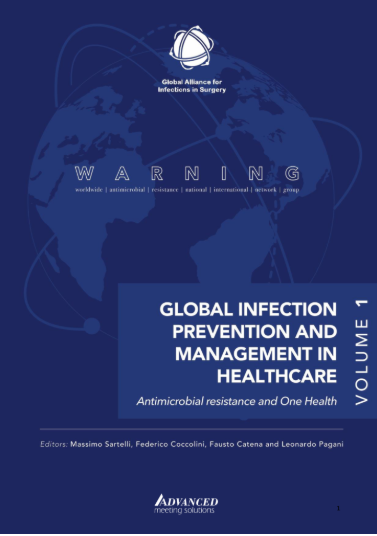 Global Alliance for
Infections in Surgery
WARNING
worldwide | antimicrobial | resistance | national | international | network | group
GLOBAL INFECTION
PREVENTION AND
MANAGEMENT IN
HEALTHCARE
Antimicrobial resistance and One Health
VOLUME 1
Editors: Massimo Sartelli, Federico Coccolini, Fausto Catena and Leonardo Pagani
ADVANCED
meeting solutions
1